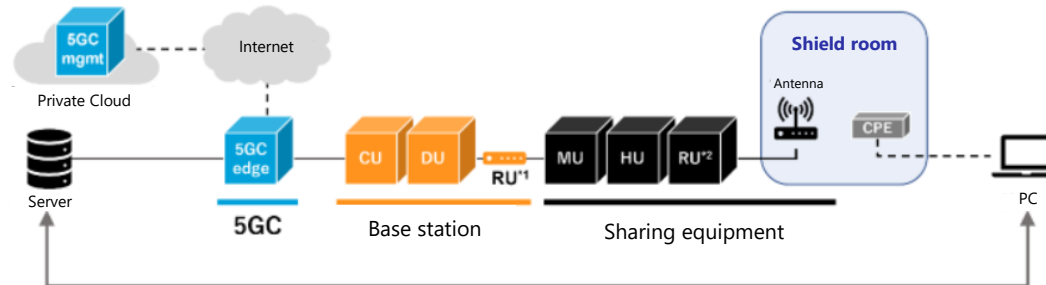 5GC
mgmt
Private Cloud
Internet
Shield room
Antenna
CPE
Server
5GC
edge
5GC
CU
DU
RU*1
Base station
MU
HU
RU*2
Sharing equipment
PC